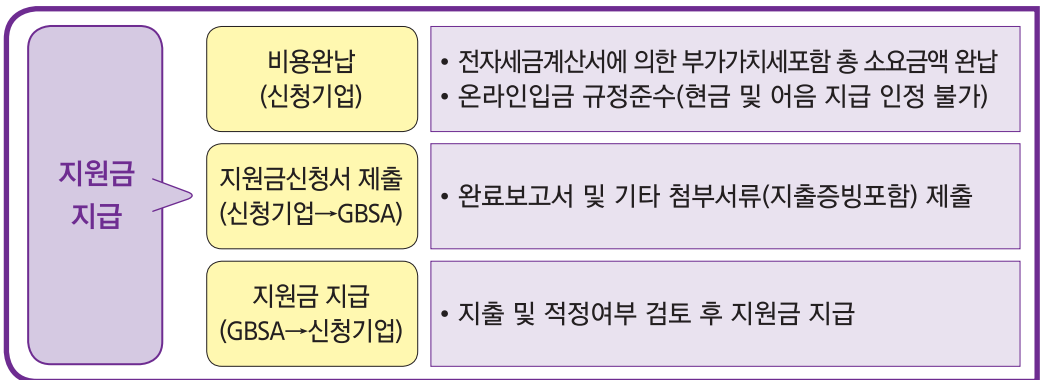 지원금
지급
비용완납
(신청기업)
• 전자세금계산서에 의한 부가가치세포함 총 소요금액 완납
• 온라인입금 규정준수(현금 및 어음 지급 인정 불가)
지원금신청서 제출
(신청기업→GBSA)
• 완료보고서 및 기타 첨부서류(지출증빙포함) 제출
지원금 지급
(GBSA→신청기업)
• 지출 및 적정여부 검토 후 지원금 지급